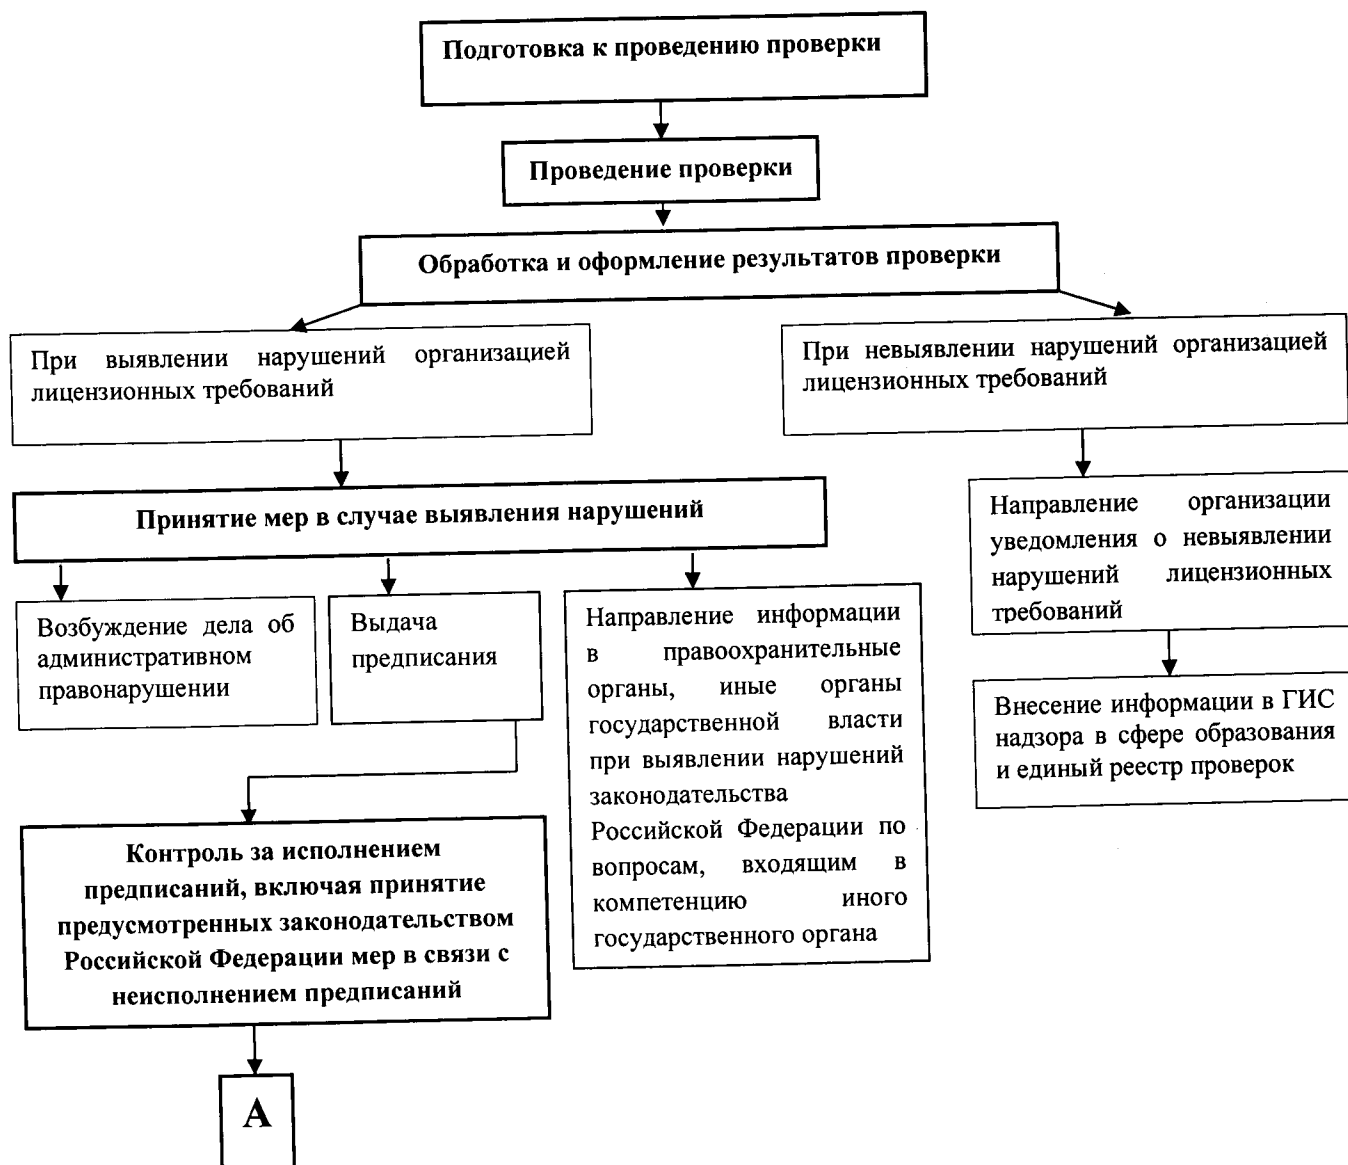 Подготовка к проведению проверки
Проведение проверки
Обработка и оформление результатов проверки
При выявлении нарушений организацией
лицензионных требований
При невыявлении нарушений организацией
лицензионных требований
Принятие мер в случае выявления нарушений
Направление организации
уведомления о невыявлении
нарушений лицензионных
требований
Возбуждение дела об
административном
правонарушении
Выдача
предписания
Направление информации
в правоохранительные
органы, иные органы
государственной власти
при выявлении нарушений
законодательства
Российской Федерации по
вопросам, входящим в
компетенцию иного
государственного органа
Внесение информации в ГИС
надзора в сфере образования
и единый реестр проверок
Контроль за исполнением
предписаний, включая принятие
предусмотренных законодательством
Российской Федерации мер в связи с
неисполнением предписаний
А